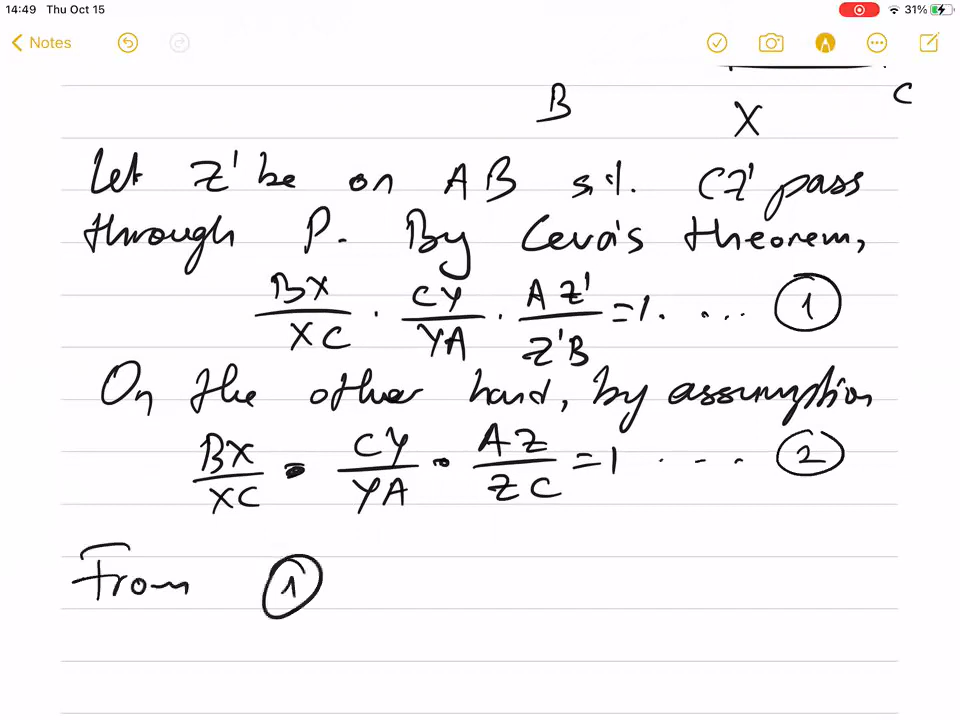 14:49 Thu Oct 15 31%
Notes
B X C
Let Z' be on AB s.t. CZ' pass
through P. By Ceva's theorem,
BX/XC · CY/YA · AZ'/Z'B = 1. ... ①
On the other hand, by assumption
BX/XC · CY/YA · AZ/ZC = 1 ... ②
From ①